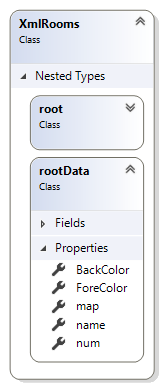 XmlRooms
Class
Nested Types
root
Class
rootData
Class
Fields
Properties
BackColor
ForeColor
map
name
num